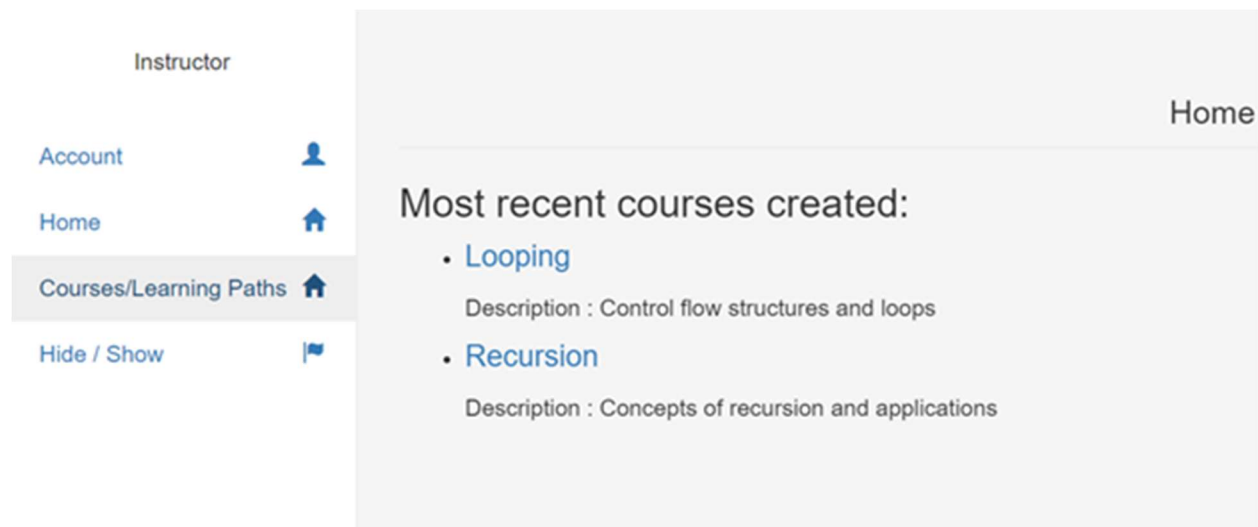 Instructor
Account
Home
Courses/Learning Paths
Hide / Show
Home
Most recent courses created:
Looping
Description : Control flow structures and loops
Recursion
Description : Concepts of recursion and applications